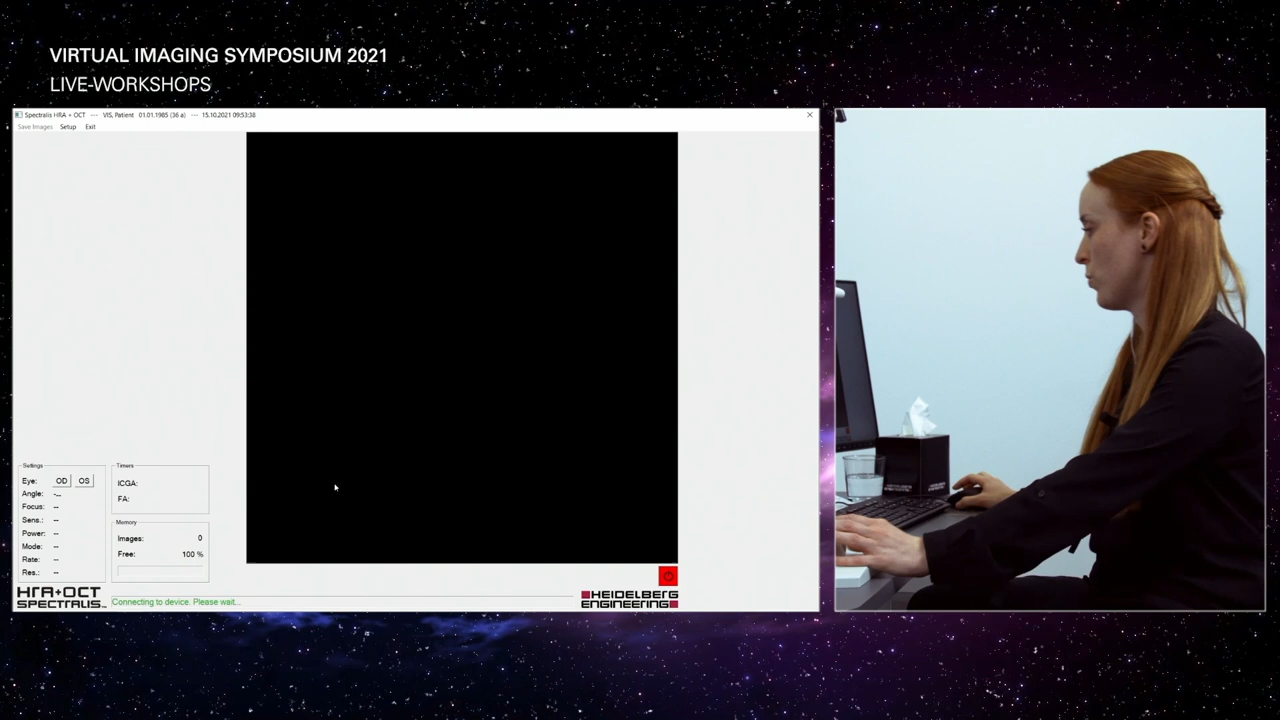 VIRTUAL IMAGING SYMPOSIUM 2021
LIVE-WORKSHOPS
Spectralis HRA + OCT --- VIS, Patient 01.01.1985 (36 a) --- 15.10.2021 09:53:38
Save Images Setup Exit
Settings
Eye: OD OS
Angle: -.--
Focus: --
Sens.: --
Power: --
Mode: --
Rate: --
Res.: --
Timers
ICGA:
FA:
Memory
Images: 0
Free: 100 %
HRA+OCT
SPECTRALIS
Connecting to device. Please wait...
HEIDELBERG
ENGINEERING